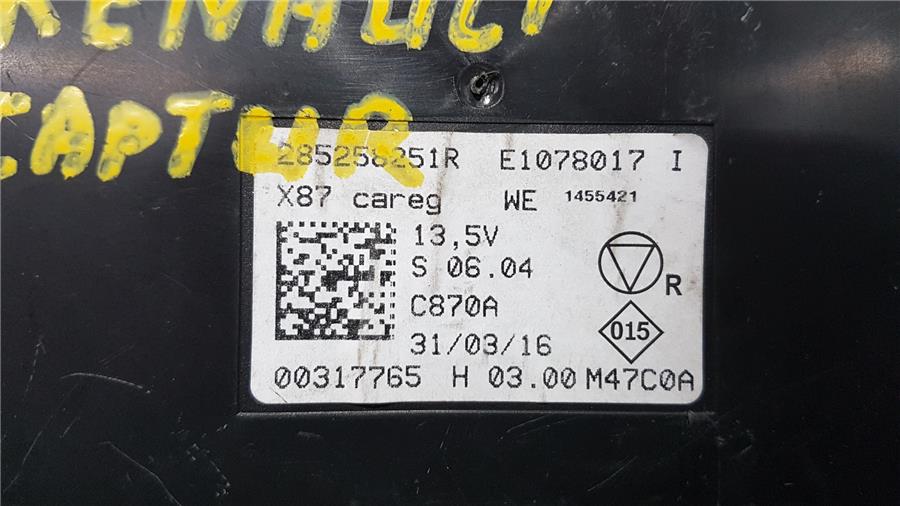 RENAULT
CAPTUR
285258251R E1078017 I
X87 careg WE 1455421
13,5V
S 06.04
R
C870A
015
31/03/16
00317765 H 03.00 M47C0A